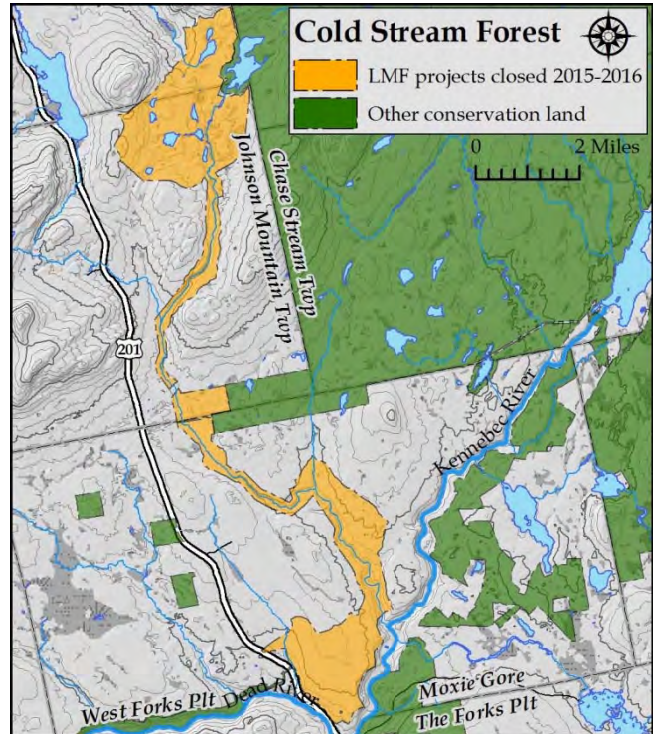 Cold Stream Forest
LMF projects closed 2015-2016
Other conservation land
0 2 Miles
Chase Stream Twp
Johnson Mountain Twp
201
Kennebec River
West Forks Plt
Dead River
Moxie Gore
The Forks Plt